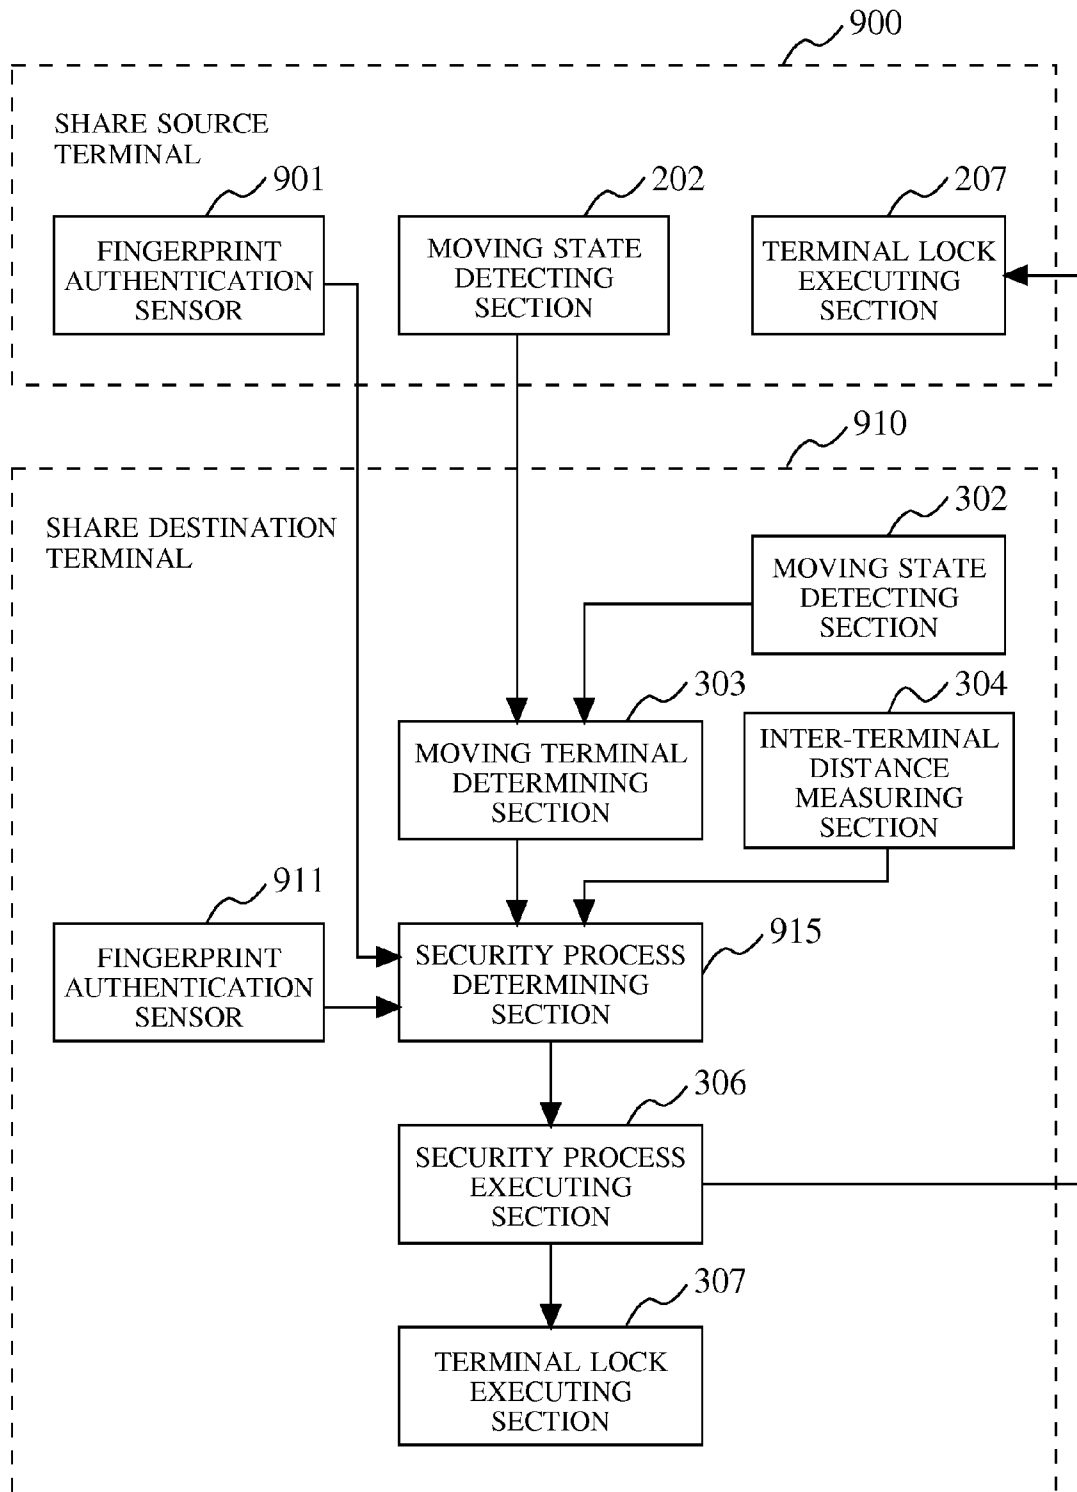 900
SHARE SOURCE
TERMINAL
901
202
207
FINGERPRINT
AUTHENTICATION
SENSOR
MOVING STATE
DETECTING
SECTION
TERMINAL LOCK
EXECUTING
SECTION
910
SHARE DESTINATION
TERMINAL
302
MOVING STATE
DETECTING
SECTION
303
304
MOVING TERMINAL
DETERMINING
SECTION
INTER-TERMINAL
DISTANCE
MEASURING
SECTION
911
915
FINGERPRINT
AUTHENTICATION
SENSOR
SECURITY PROCESS
DETERMINING
SECTION
306
SECURITY PROCESS
EXECUTING
SECTION
307
TERMINAL LOCK
EXECUTING
SECTION